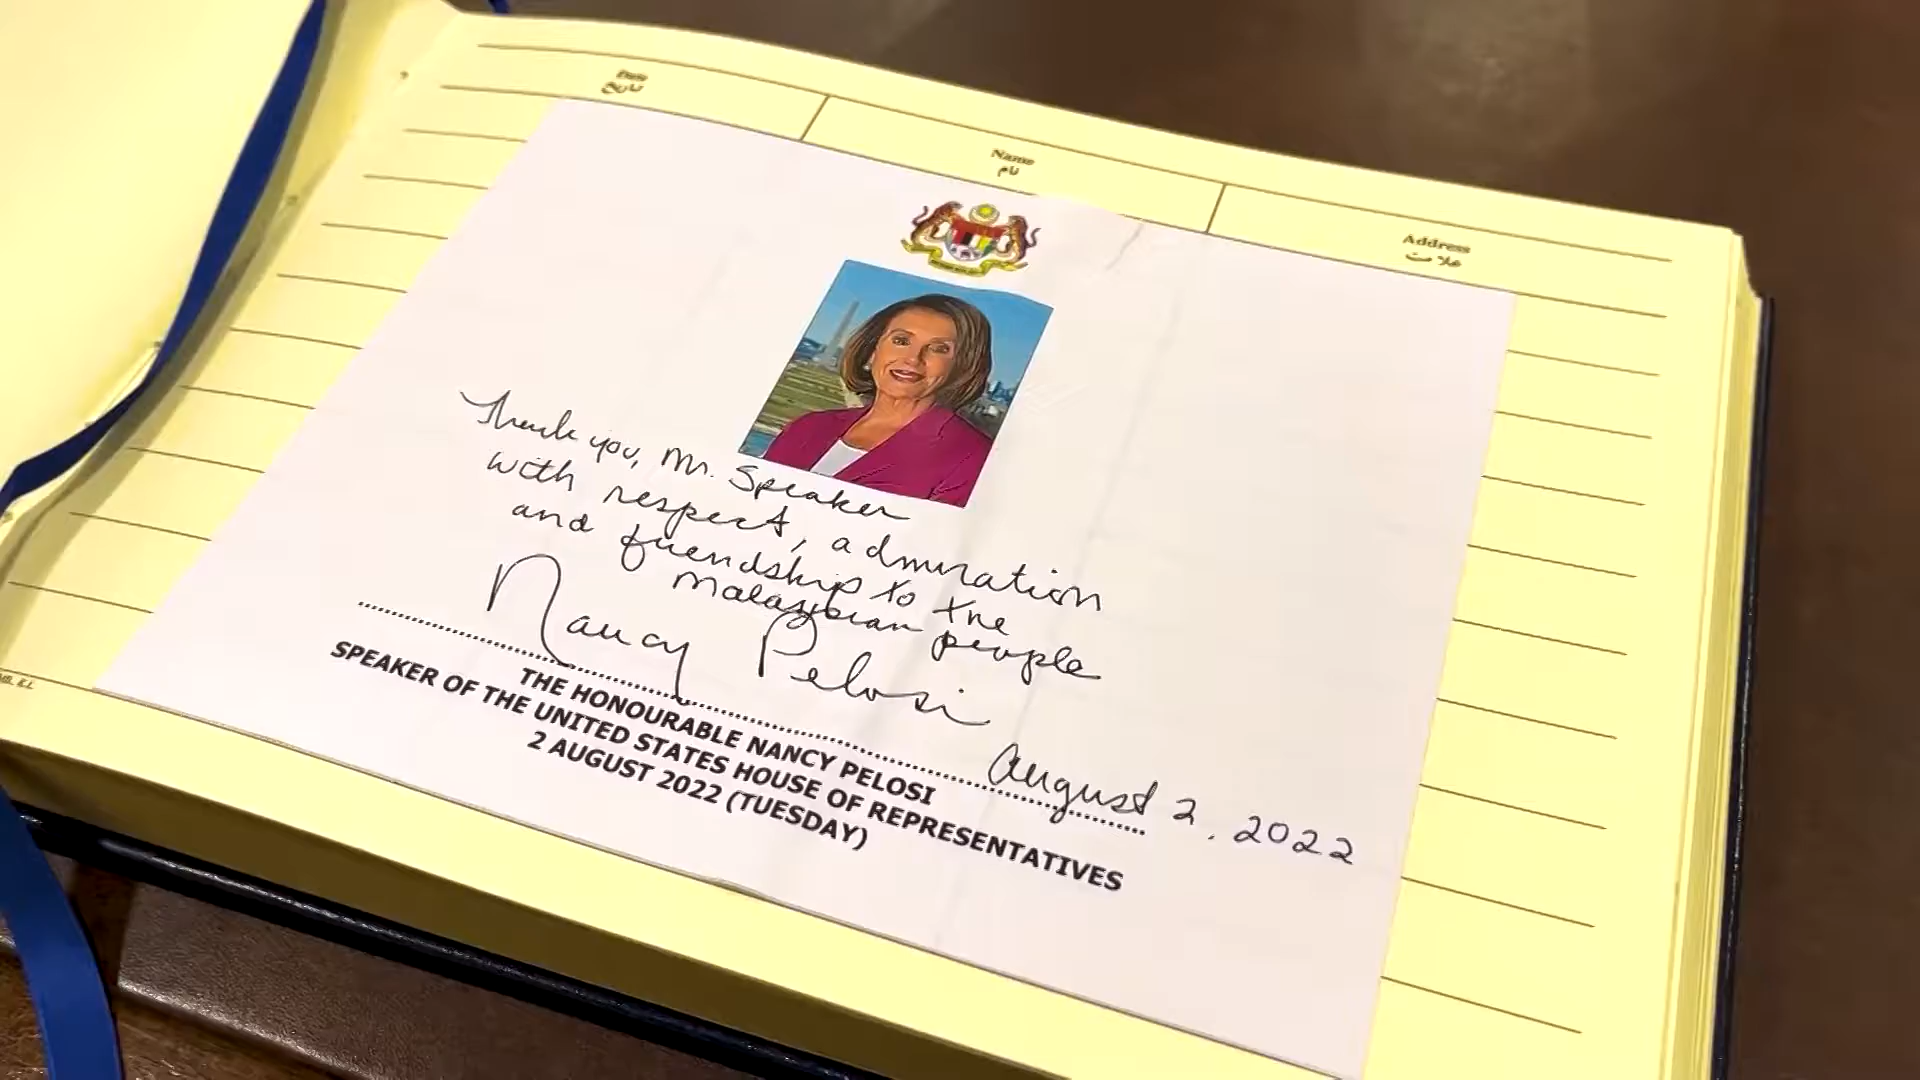 Date
تاريخ
Name
نام
Address
علامت
Thank you, Mr. Speaker
with respect, admiration
and friendship to the
Malaysian people
Nancy Pelosi
August 2, 2022
THE HONOURABLE NANCY PELOSI
SPEAKER OF THE UNITED STATES HOUSE OF REPRESENTATIVES
2 AUGUST 2022 (TUESDAY)